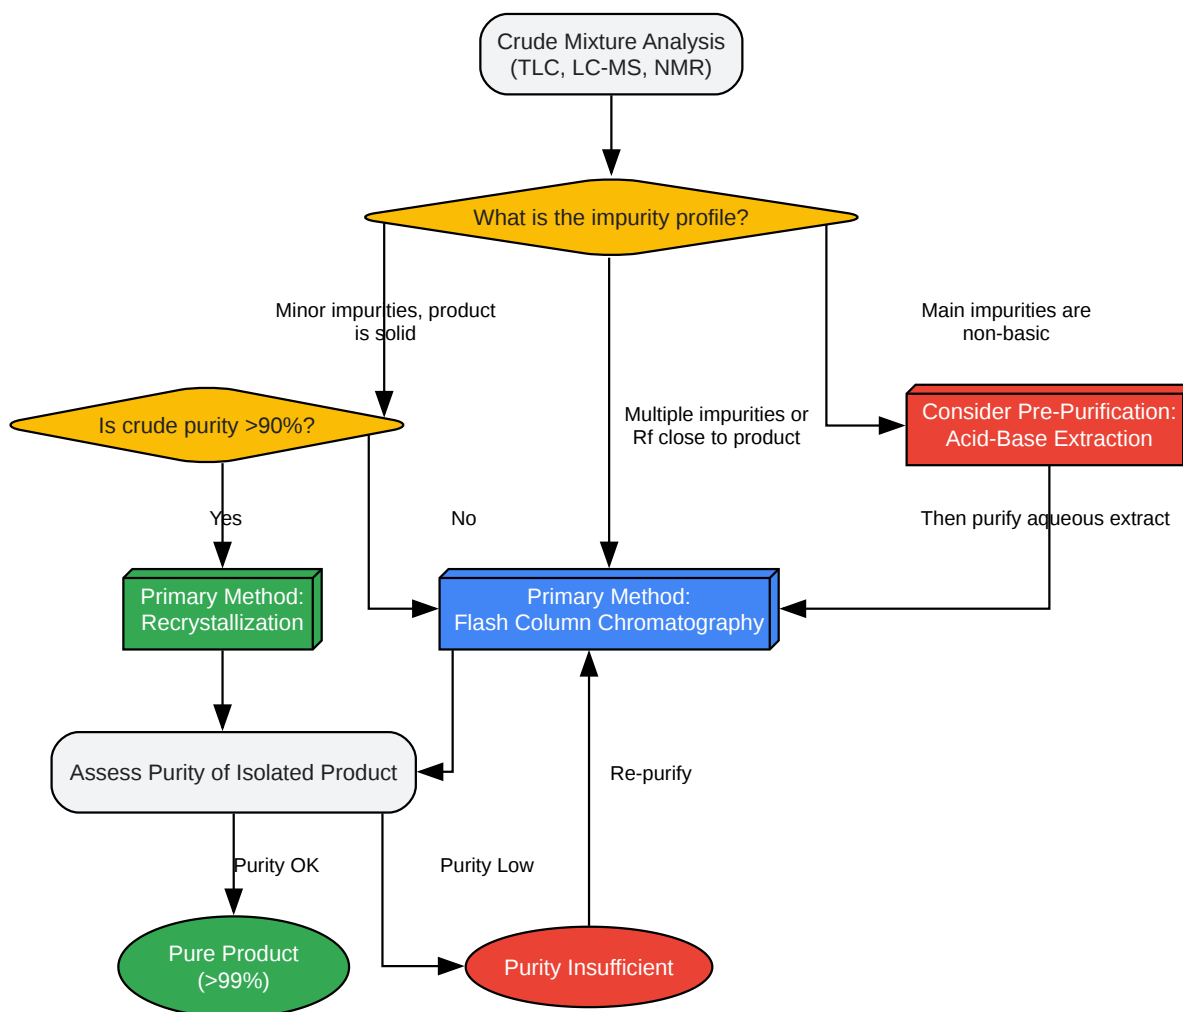 Crude Mixture Analysis
(TLC, LC-MS, NMR)
What is the impurity profile?
Minor impurities, product
is solid
Main impurities are
non-basic
Is crude purity >90%?
Multiple impurities or
Rf close to product
Consider Pre-Purification:
Acid-Base Extraction
Yes
No
Then purify aqueous extract
Primary Method:
Recrystallization
Primary Method:
Flash Column Chromatography
Assess Purity of Isolated Product
Re-purify
Purity OK
Purity Low
Pure Product
(>99%)
Purity Insufficient